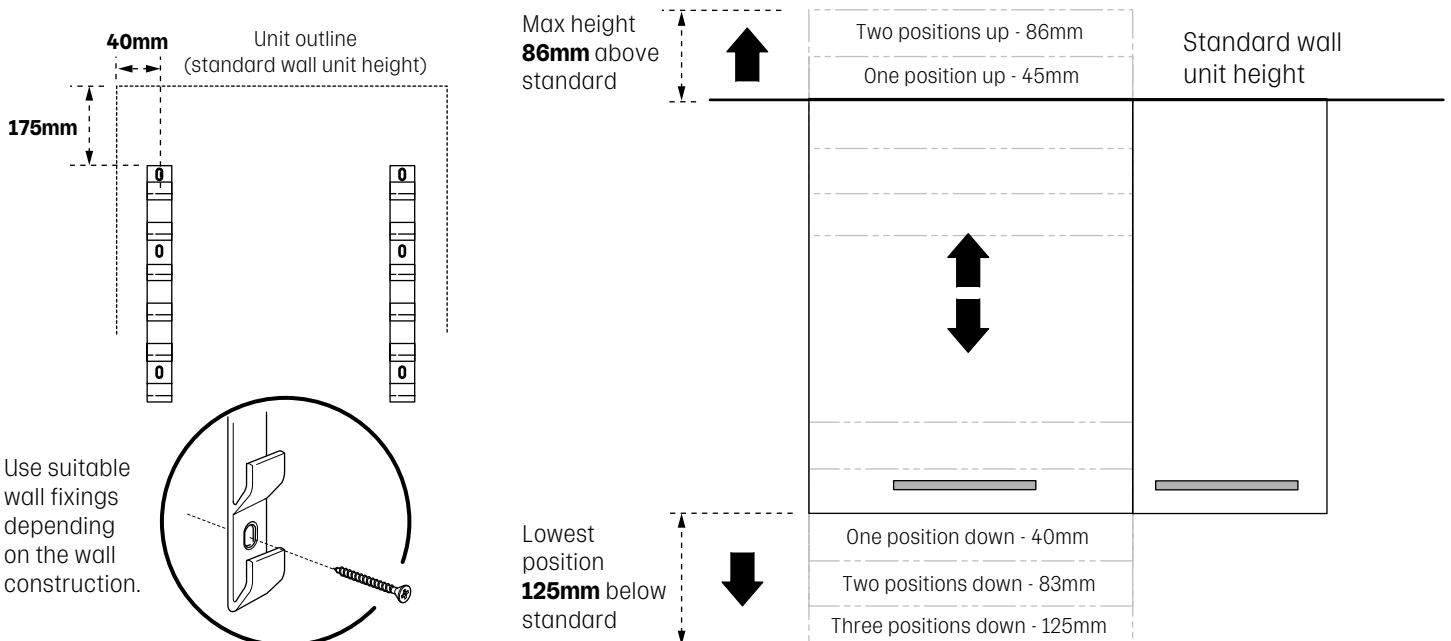 40mm
Unit outline
(standard wall unit height)
175mm
0
0
0
0
0
0
Use suitable
wall fixings
depending
on the wall
construction.
Max height
86mm above
standard
Two positions up - 86mm
One position up - 45mm
Standard wall
unit height
Lowest
position
125mm below
standard
One position down - 40mm
Two positions down - 83mm
Three positions down - 125mm